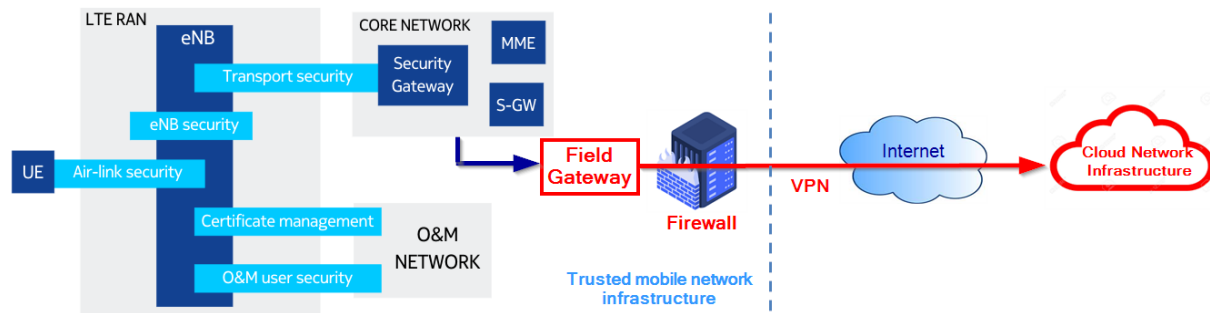 LTE RAN
eNB
Transport security
eNB security
UE
Air-link security
Certificate management
O&M user security
CORE NETWORK
Security
Gateway
MME
S-GW
O&M
NETWORK
Field
Gateway
Firewall
Trusted mobile network
infrastructure
VPN
Internet
Cloud Network
Infrastructure